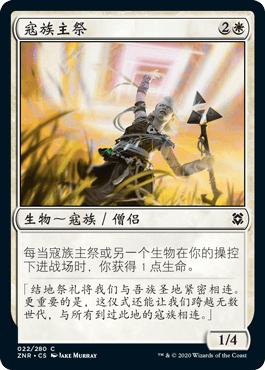 寇族主祭
2
生物～寇族／僧侣
每当寇族主祭或另一个生物在你的操控
下进战场时，你获得1点生命。
「结地祭礼将我们与吾族圣地紧密相连。
更重要的是，这仪式还能让我们跨越无数
世代，与所有到过此地的寇族相连。」
1/4
022/280 C
ZNR • CS Jake Murray
™ & © 2020 Wizards of the Coast